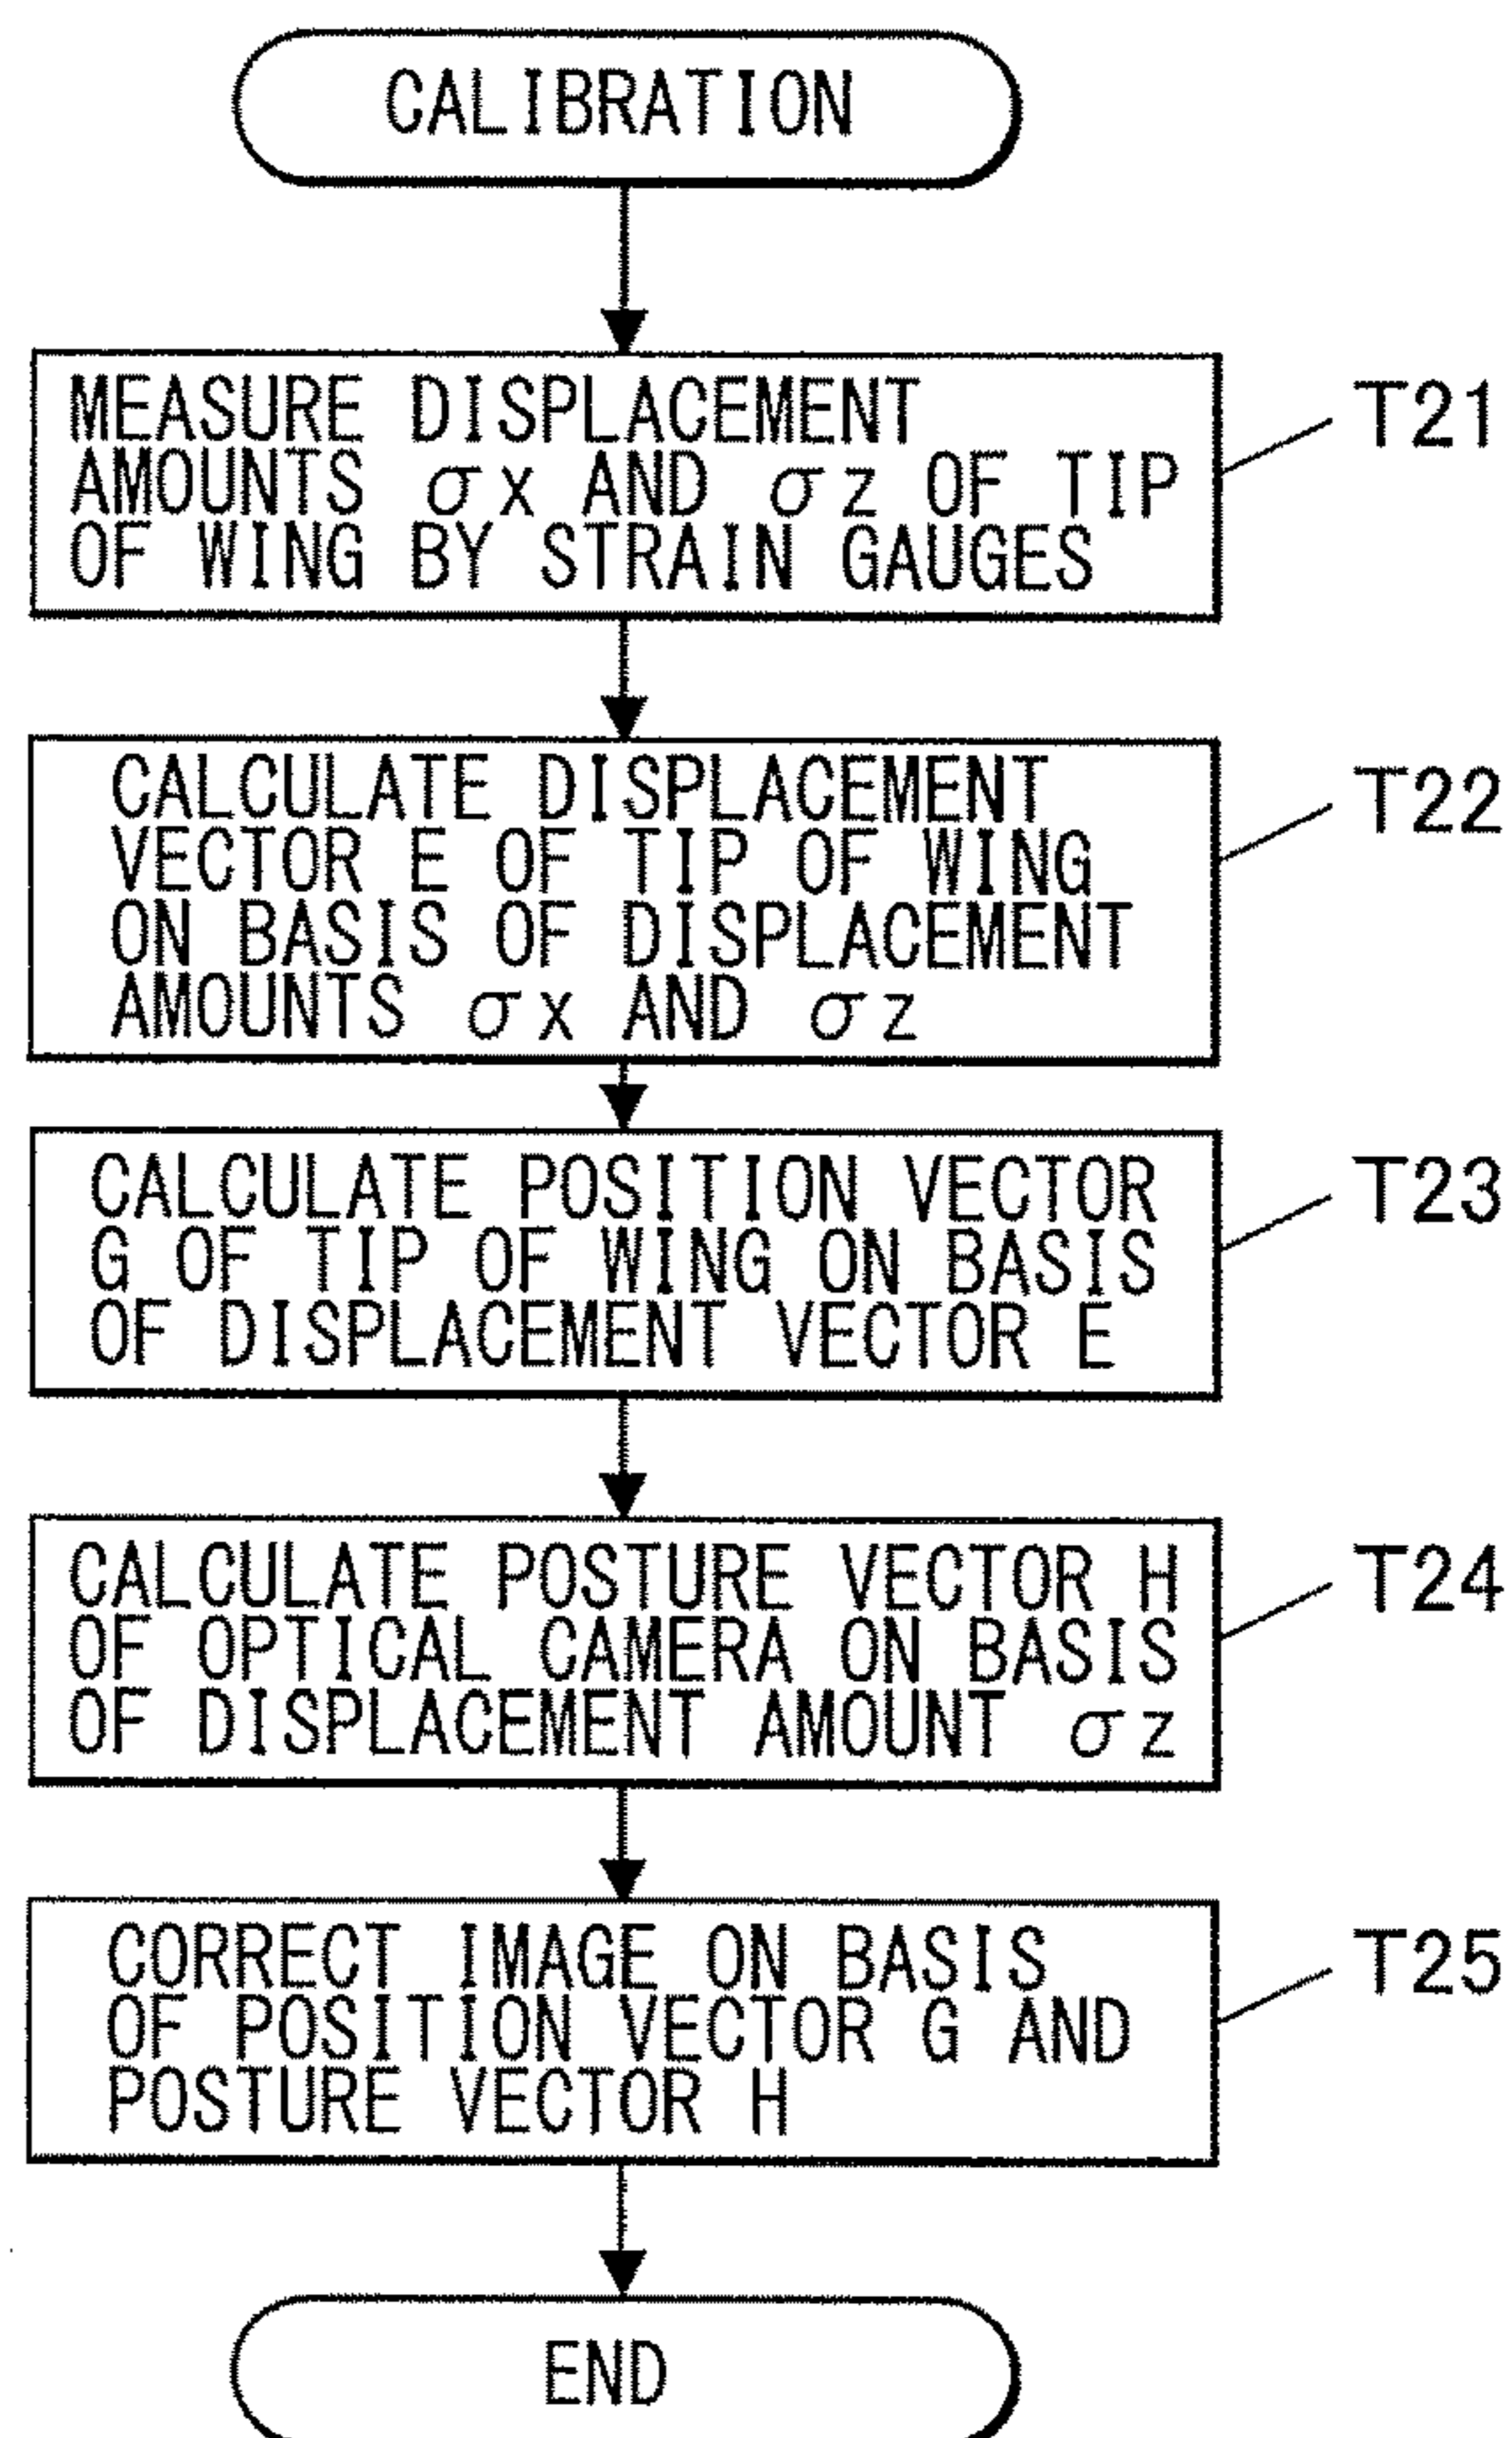 CALIBRATION
MEASURE DISPLACEMENT
AMOUNTS σx AND σz OF TIP
OF WING BY STRAIN GAUGES
T21
CALCULATE DISPLACEMENT
VECTOR E OF TIP OF WING
ON BASIS OF DISPLACEMENT
AMOUNTS σx AND σz
T22
CALCULATE POSITION VECTOR
G OF TIP OF WING ON BASIS
OF DISPLACEMENT VECTOR E
T23
CALCULATE POSTURE VECTOR H
OF OPTICAL CAMERA ON BASIS
OF DISPLACEMENT AMOUNT σz
T24
CORRECT IMAGE ON BASIS
OF POSITION VECTOR G AND
POSTURE VECTOR H
T25
END